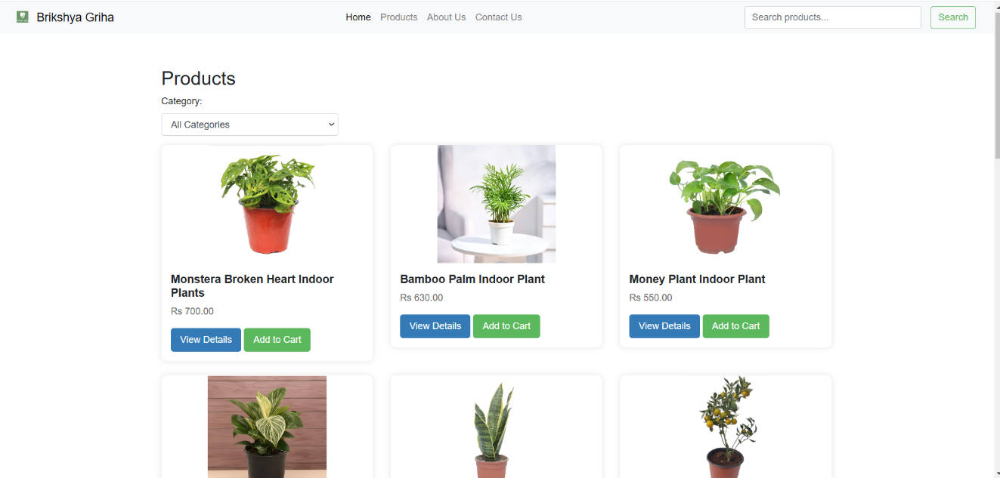 Brikshya Griha
Home Products About Us Contact Us
Search products...
Search
Products
Category:
All Categories
Monstera Broken Heart Indoor
Plants
Rs 700.00
View Details Add to Cart
Bamboo Palm Indoor Plant
Rs 630.00
View Details Add to Cart
Money Plant Indoor Plant
Rs 550.00
View Details Add to Cart